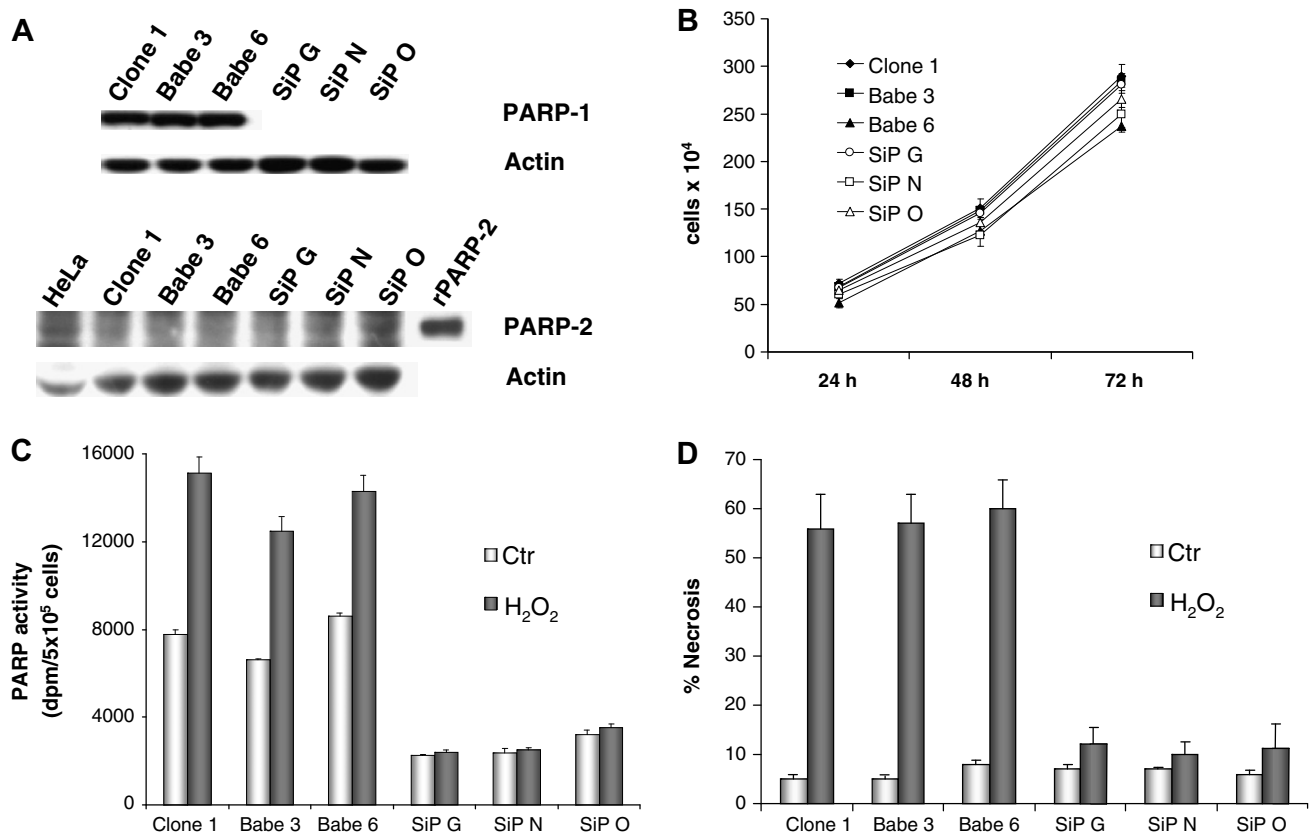 A
Clone 1
Babe 3
Babe 6
SiP G
SiP N
SiP O
PARP-1
Actin
HeLa
Clone 1
Babe 3
Babe 6
SiP G
SiP N
SiP O
rPARP-2
PARP-2
Actin
B
cells x 10⁴
350
300
250
200
150
100
50
0
Clone 1
Babe 3
Babe 6
SiP G
SiP N
SiP O
24 h
48 h
72 h
C
PARP activity
(dpm/5x10⁵ cells)
16000
12000
8000
4000
0
Ctr
H₂O₂
Clone 1
Babe 3
Babe 6
SiP G
SiP N
SiP O
D
% Necrosis
70
60
50
40
30
20
10
0
Ctr
H₂O₂
Clone 1
Babe 3
Babe 6
SiP G
SiP N
SiP O